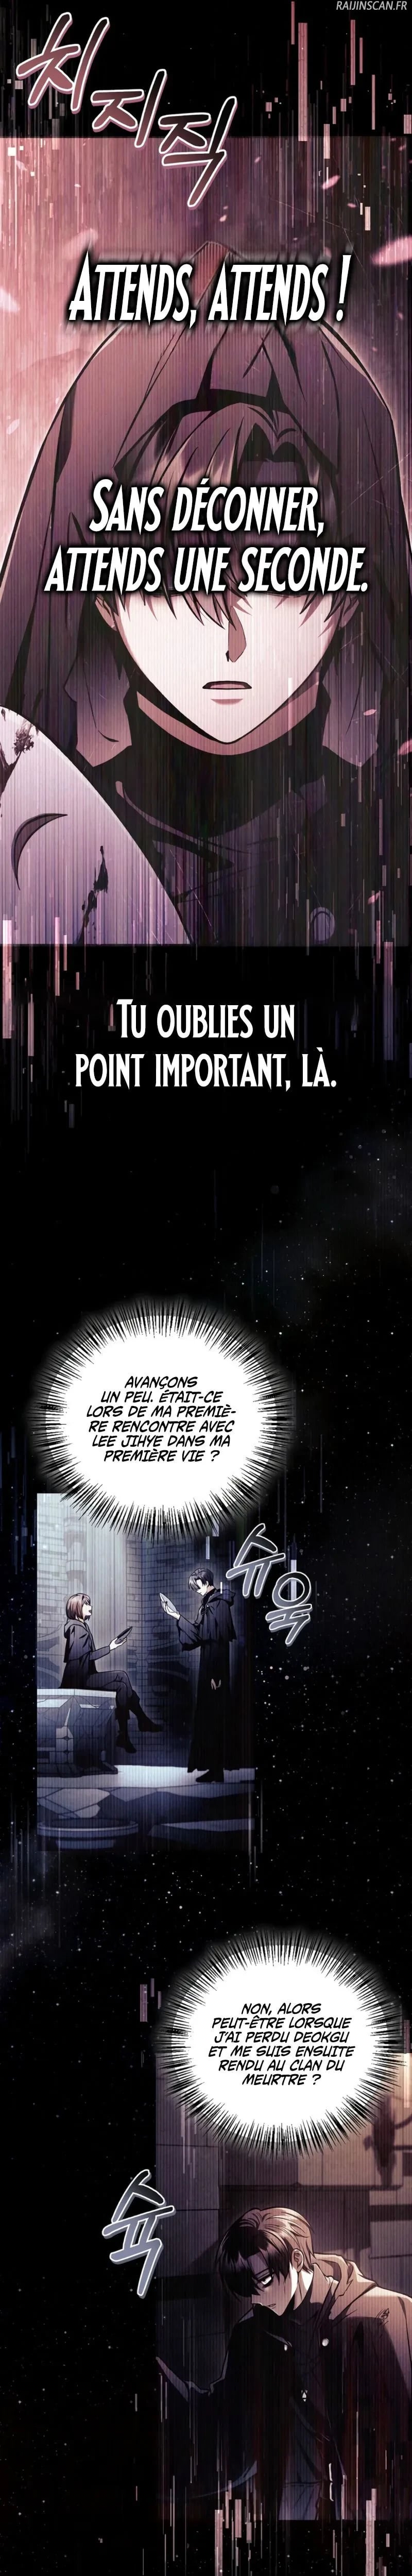 RAIJINSCAN.FR
치지직
ATTENDS, ATTENDS !
SANS DÉCONNER,
ATTENDS UNE SECONDE.
TU OUBLIES UN
POINT IMPORTANT, LÀ.
AVANÇONS
UN PEU. ÉTAIT-CE
LORS DE MA PREMIÈ-
RE RENCONTRE AVEC
LEE JIHYE DANS MA
PREMIÈRE VIE ?
슈욱
NON, ALORS
PEUT-ÊTRE LORSQUE
J'AI PERDU DEOKGU
ET ME SUIS ENSUITE
RENDU AU CLAN DU
MEURTRE ?
슉